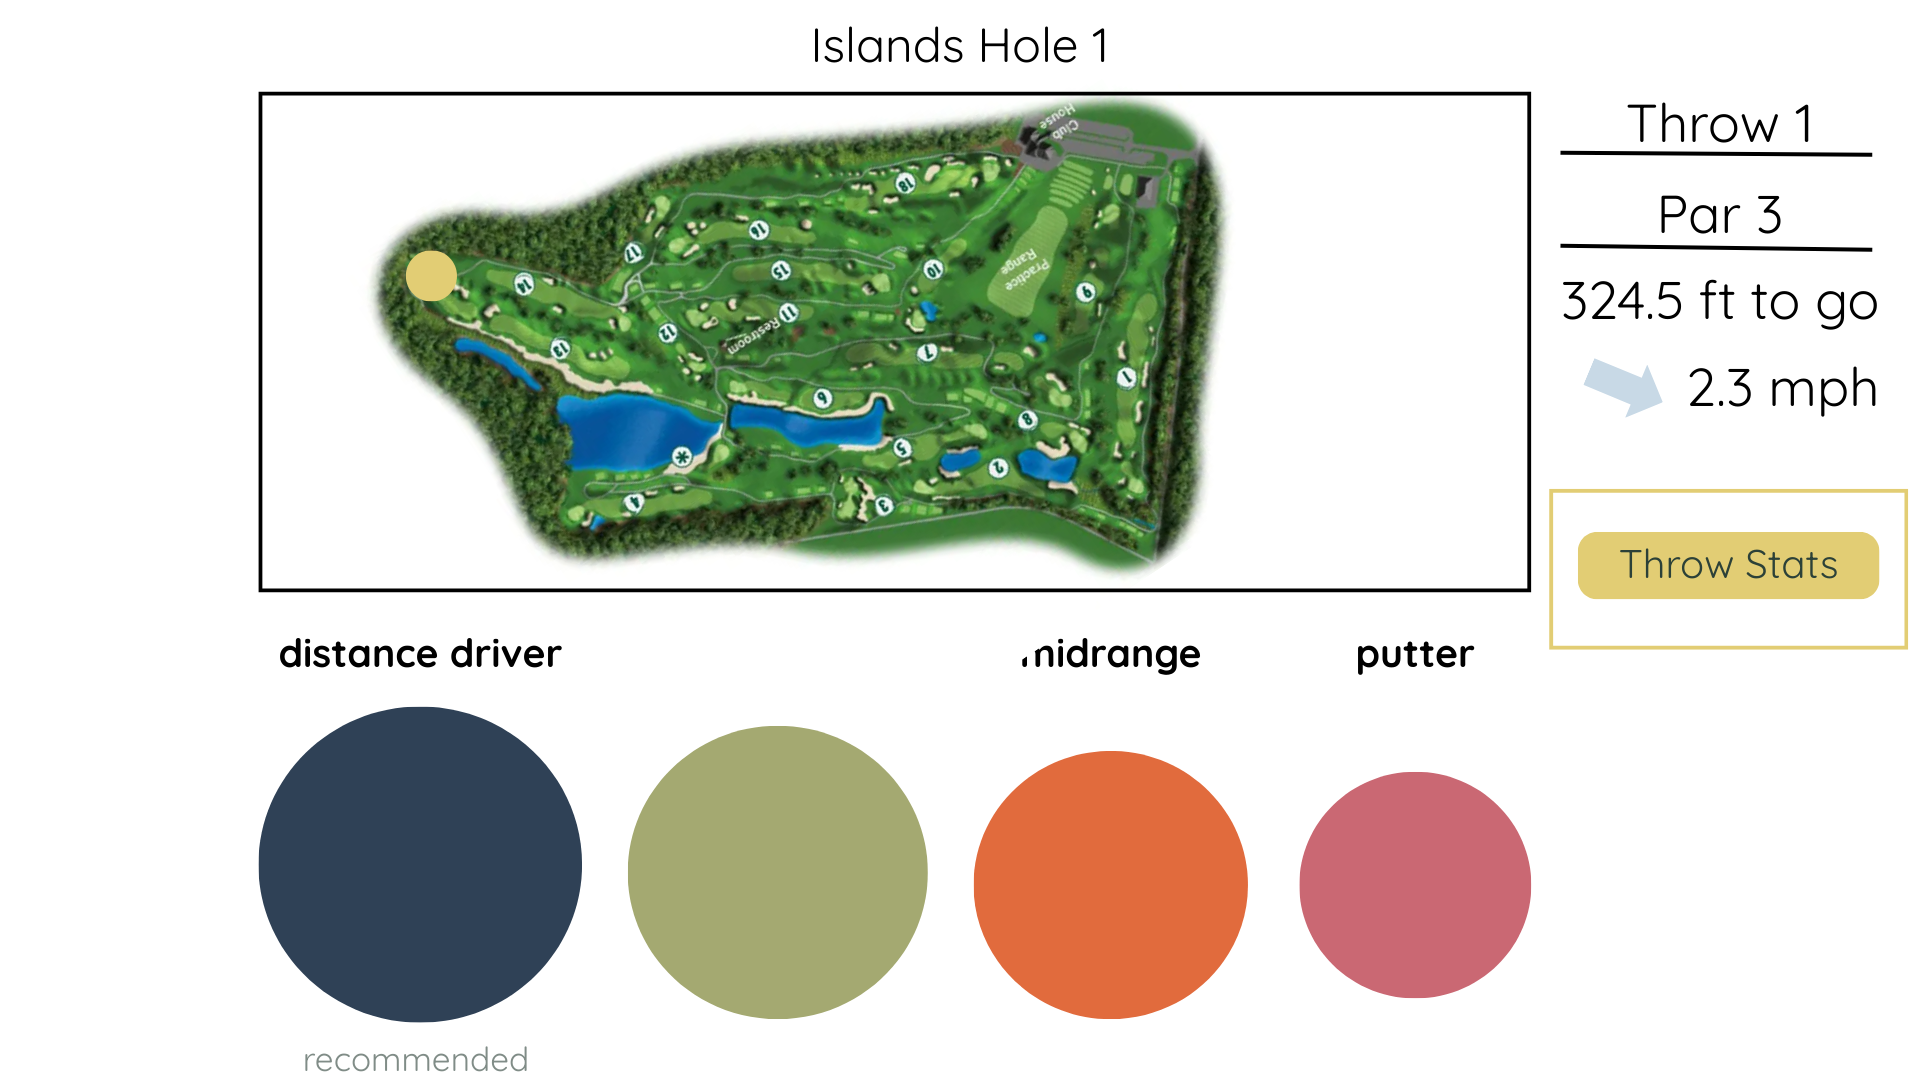 Islands Hole 1
Club
House
Throw 1
Par 3
324.5 ft to go
2.3 mph
18
16
17
15
10
Practice
Range
9
14
11
Restroom
12
13
7
1
6
8
5
2
*
4
3
Throw Stats
distance driver
putter
recommended